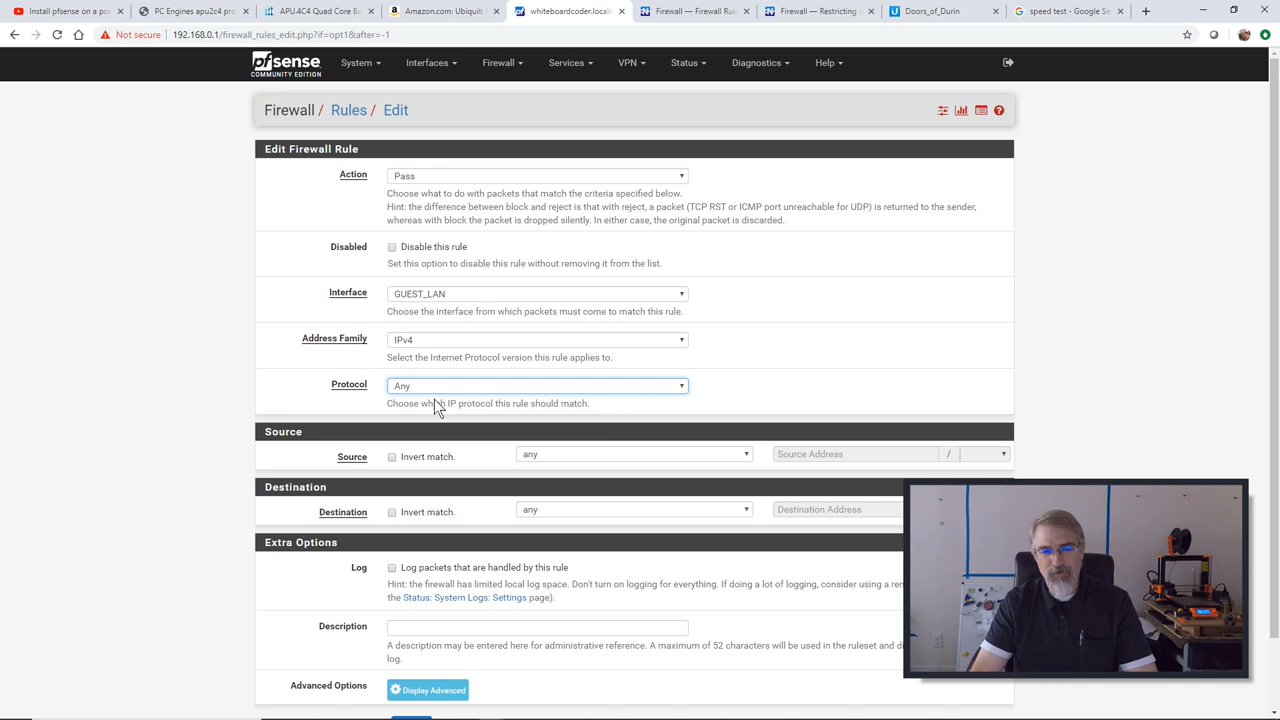 Install pfsense on a pce
PC Engines apu2c4 pro
APU.4C4 Quad Core Bo
Amazon.com: Ubiquiti
whiteboardcoder.locald
Firewall — Firewall Rule
Firewall — Restricting A
Doors_of_Durin
speed test - Google Se
Not secure
192.168.0.1/firewall_rules_edit.php?if=opt1&after=-1
pfsense
COMMUNITY EDITION
System
Interfaces
Firewall
Services
VPN
Status
Diagnostics
Help
Firewall / Rules / Edit
Edit Firewall Rule
Action
Pass
Choose what to do with packets that match the criteria specified below.
Hint: the difference between block and reject is that with reject, a packet (TCP RST or ICMP port unreachable for UDP) is returned to the sender,
whereas with block the packet is dropped silently. In either case, the original packet is discarded.
Disabled
Disable this rule
Set this option to disable this rule without removing it from the list.
Interface
GUEST_LAN
Choose the interface from which packets must come to match this rule.
Address Family
IPv4
Select the Internet Protocol version this rule applies to.
Protocol
Any
Choose which IP protocol this rule should match.
Source
Source
Invert match.
any
Source Address
/
Destination
Destination
Invert match.
any
Destination Address
Extra Options
Log
Log packets that are handled by this rule
Hint: the firewall has limited local log space. Don't turn on logging for everything. If doing a lot of logging, consider using a
the Status: System Logs: Settings page).
Description
A description may be entered here for administrative reference. A maximum of 52 characters will be used in the ruleset and
log.
Advanced Options
Display Advanced